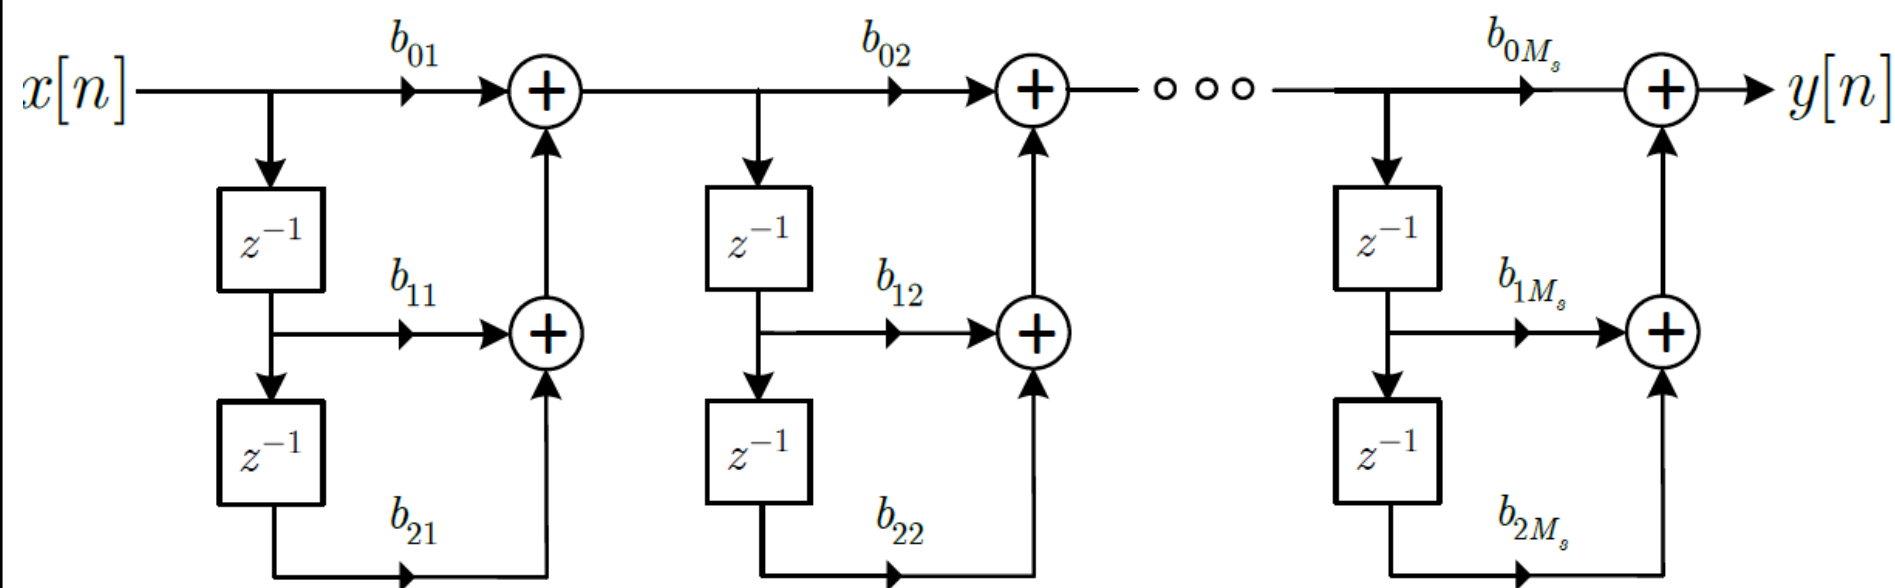 x[n] b₀₁ + b₀₂ + ∘ ∘ ∘ b₀Mₛ + y[n]
z⁻¹ z⁻¹ z⁻¹
b₁₁ + b₁₂ + b₁Mₛ +
z⁻¹ z⁻¹ z⁻¹
b₂₁ b₂₂ b₂Mₛ